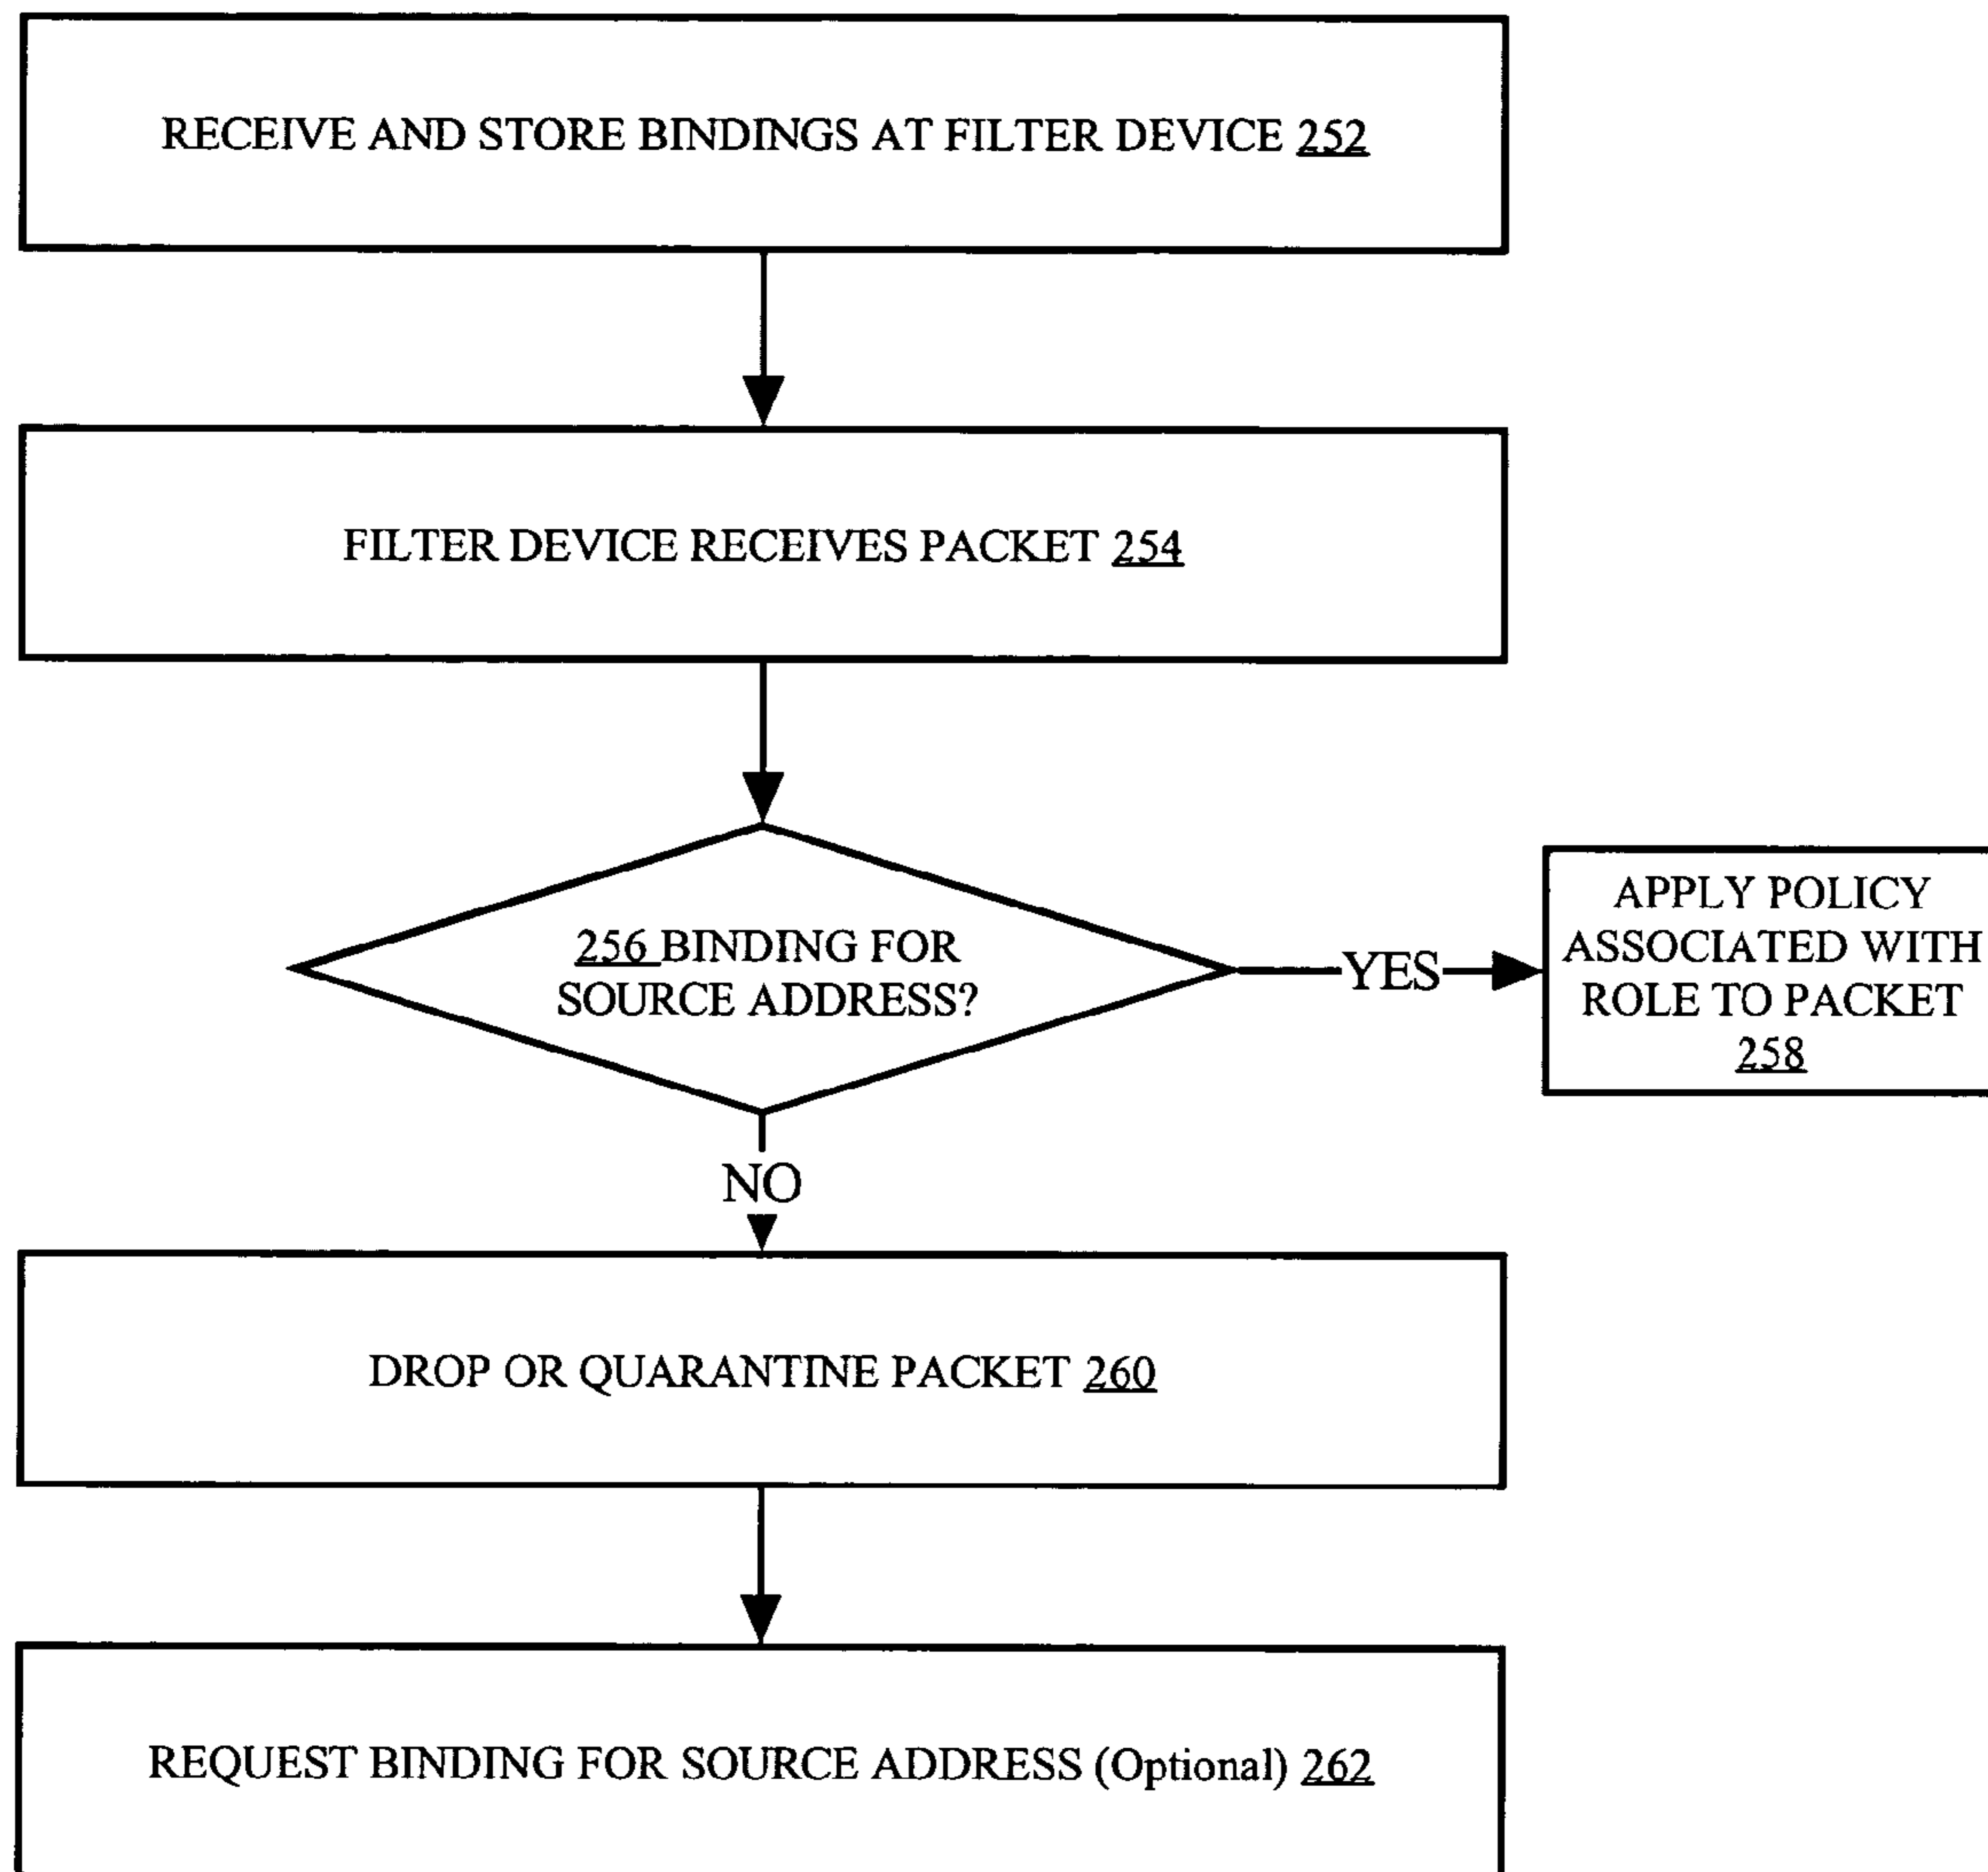 RECEIVE AND STORE BINDINGS AT FILTER DEVICE 252
FILTER DEVICE RECEIVES PACKET 254
256 BINDING FOR
SOURCE ADDRESS?
YES
APPLY POLICY
ASSOCIATED WITH
ROLE TO PACKET
258
NO
DROP OR QUARANTINE PACKET 260
REQUEST BINDING FOR SOURCE ADDRESS (Optional) 262